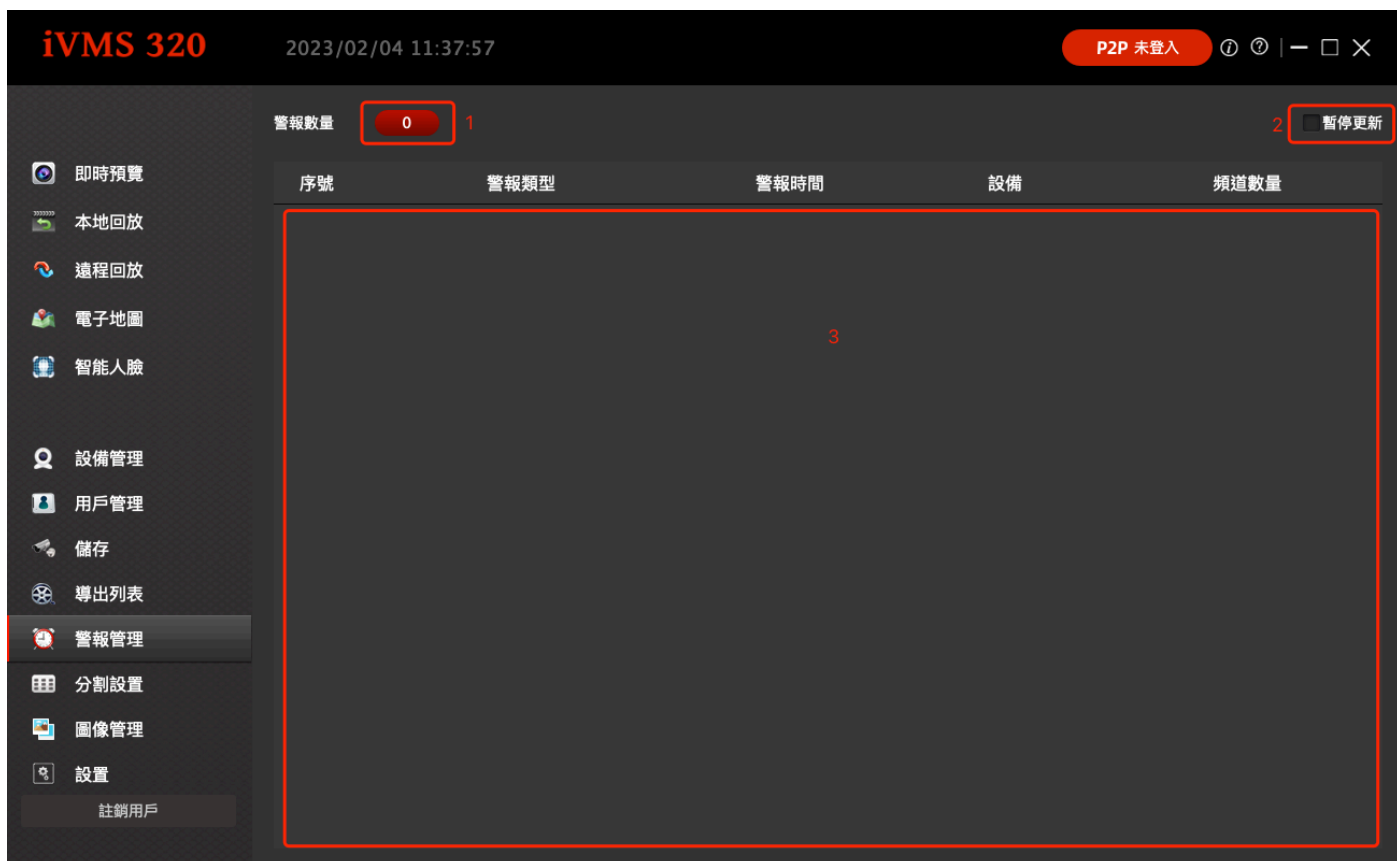 iVMS 320
2023/02/04 11:37:57
P2P 未登入
警報數量
0
1
2
暫停更新
序號 警報類型 警報時間 設備 頻道數量
3
即時預覽
本地回放
遠程回放
電子地圖
智能人臉
設備管理
用戶管理
儲存
導出列表
警報管理
分割設置
圖像管理
設置
註銷用戶